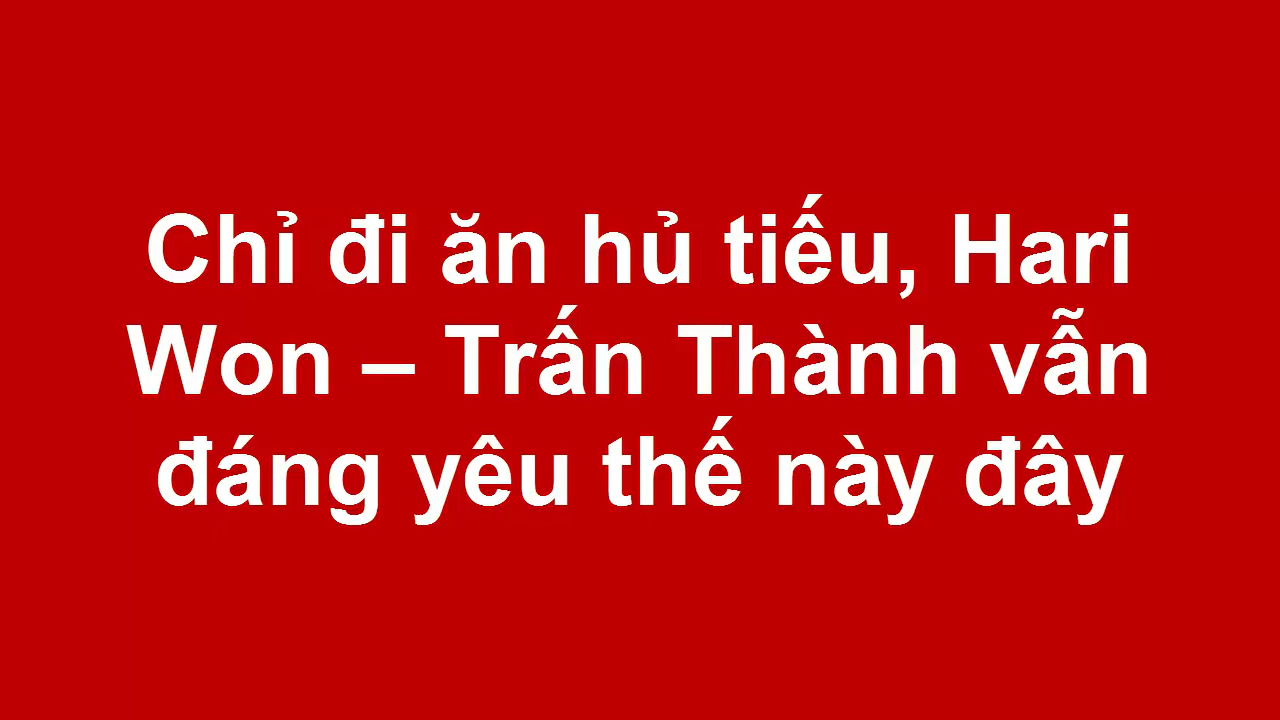 Chỉ đi ăn hủ tiếu, Hari
Won – Trấn Thành vẫn
đáng yêu thế này đây